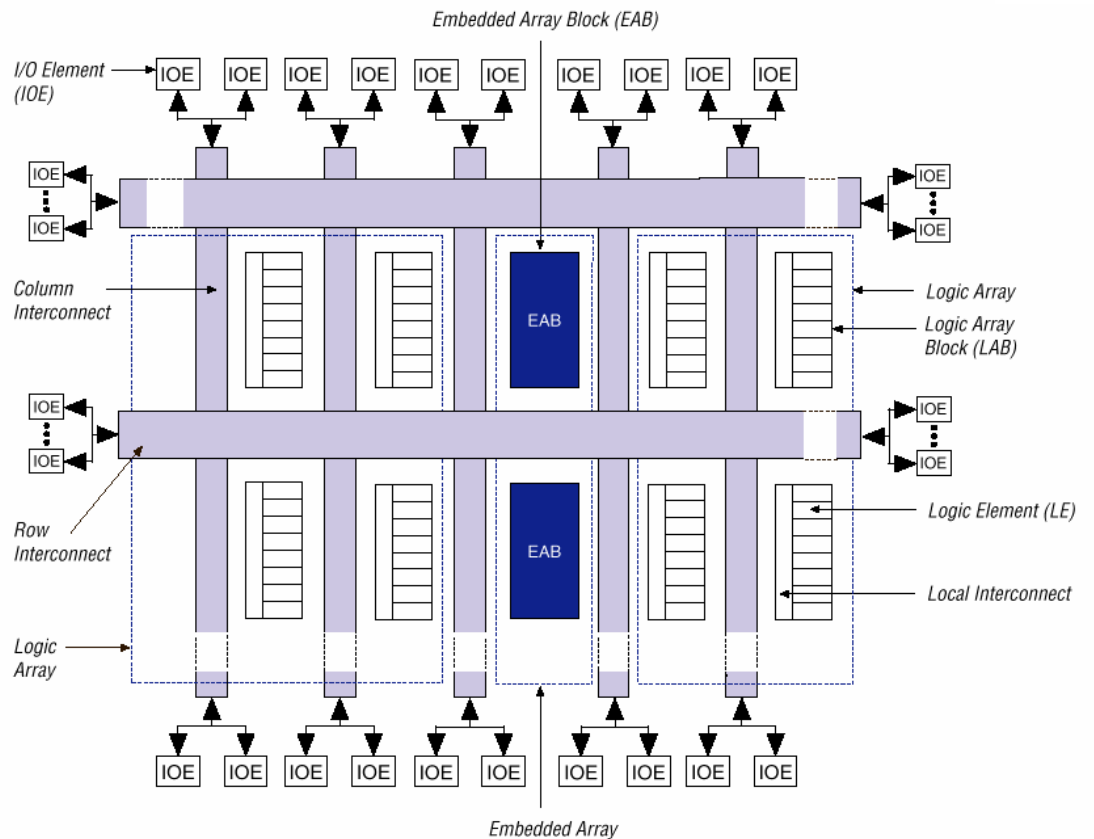 Embedded Array Block (EAB)
I/O Element
(IOE)
IOE IOE IOE IOE IOE IOE IOE IOE IOE IOE
IOE IOE
IOE IOE
Column
Interconnect
EAB
Logic Array
Logic Array
Block (LAB)
IOE IOE
IOE IOE
Row
Interconnect
EAB
Logic Element (LE)
Local Interconnect
Logic
Array
IOE IOE IOE IOE IOE IOE IOE IOE IOE IOE
Embedded Array